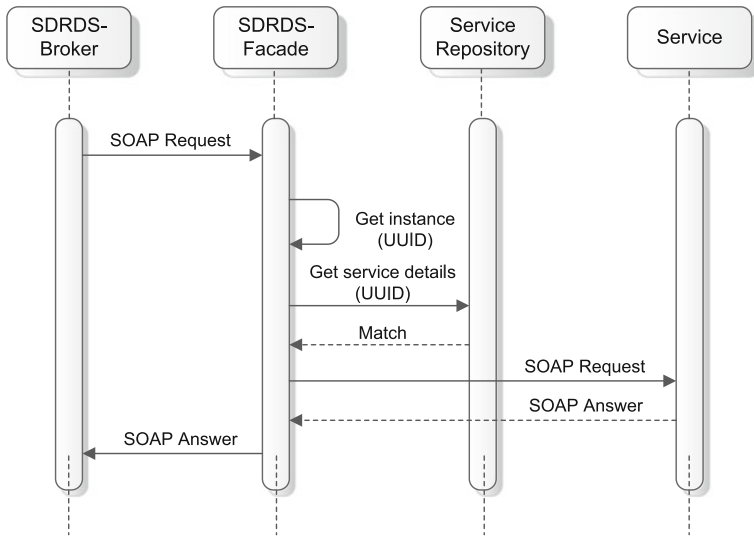 SDRDS-
Broker
SDRDS-
Facade
Service
Repository
Service
SOAP Request
Get instance
(UUID)
Get service details
(UUID)
Match
SOAP Request
SOAP Answer
SOAP Answer